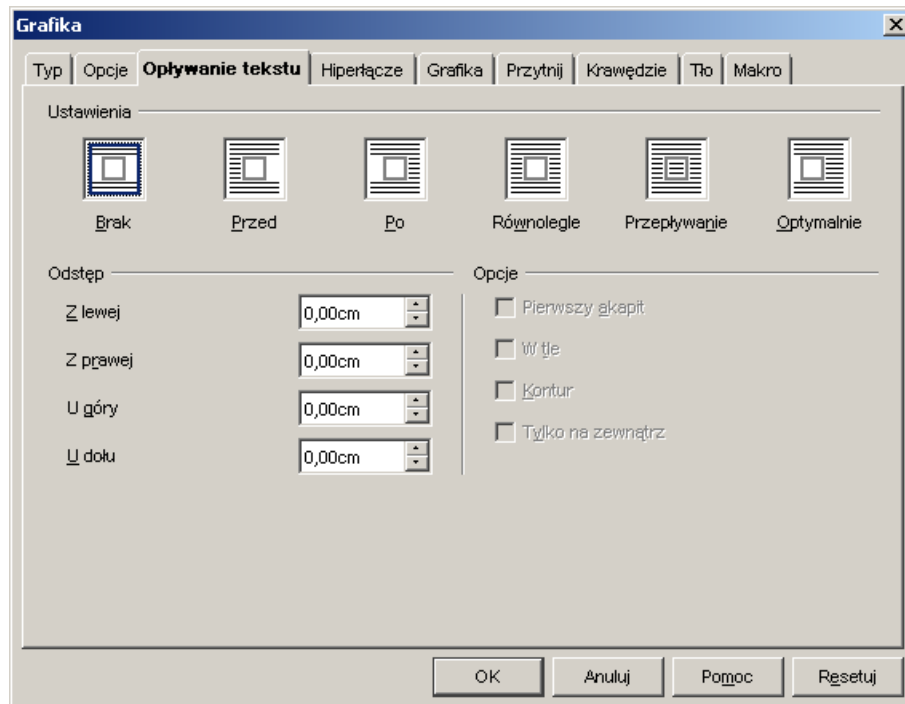 Grafika
Typ Opcje Opływanie tekstu Hiperłącze Grafika Przytnij Krawędzie Tło Makro
Ustawienia
Brak Przed Po Równolegle Przepływanie Optymalnie
Odstęp Opcje
Z lewej 0,00cm Pierwszy akapit
Z prawej 0,00cm W tle
U góry 0,00cm Kontur
U dołu 0,00cm Tylko na zewnątrz
OK Anuluj Pomoc Resetuj